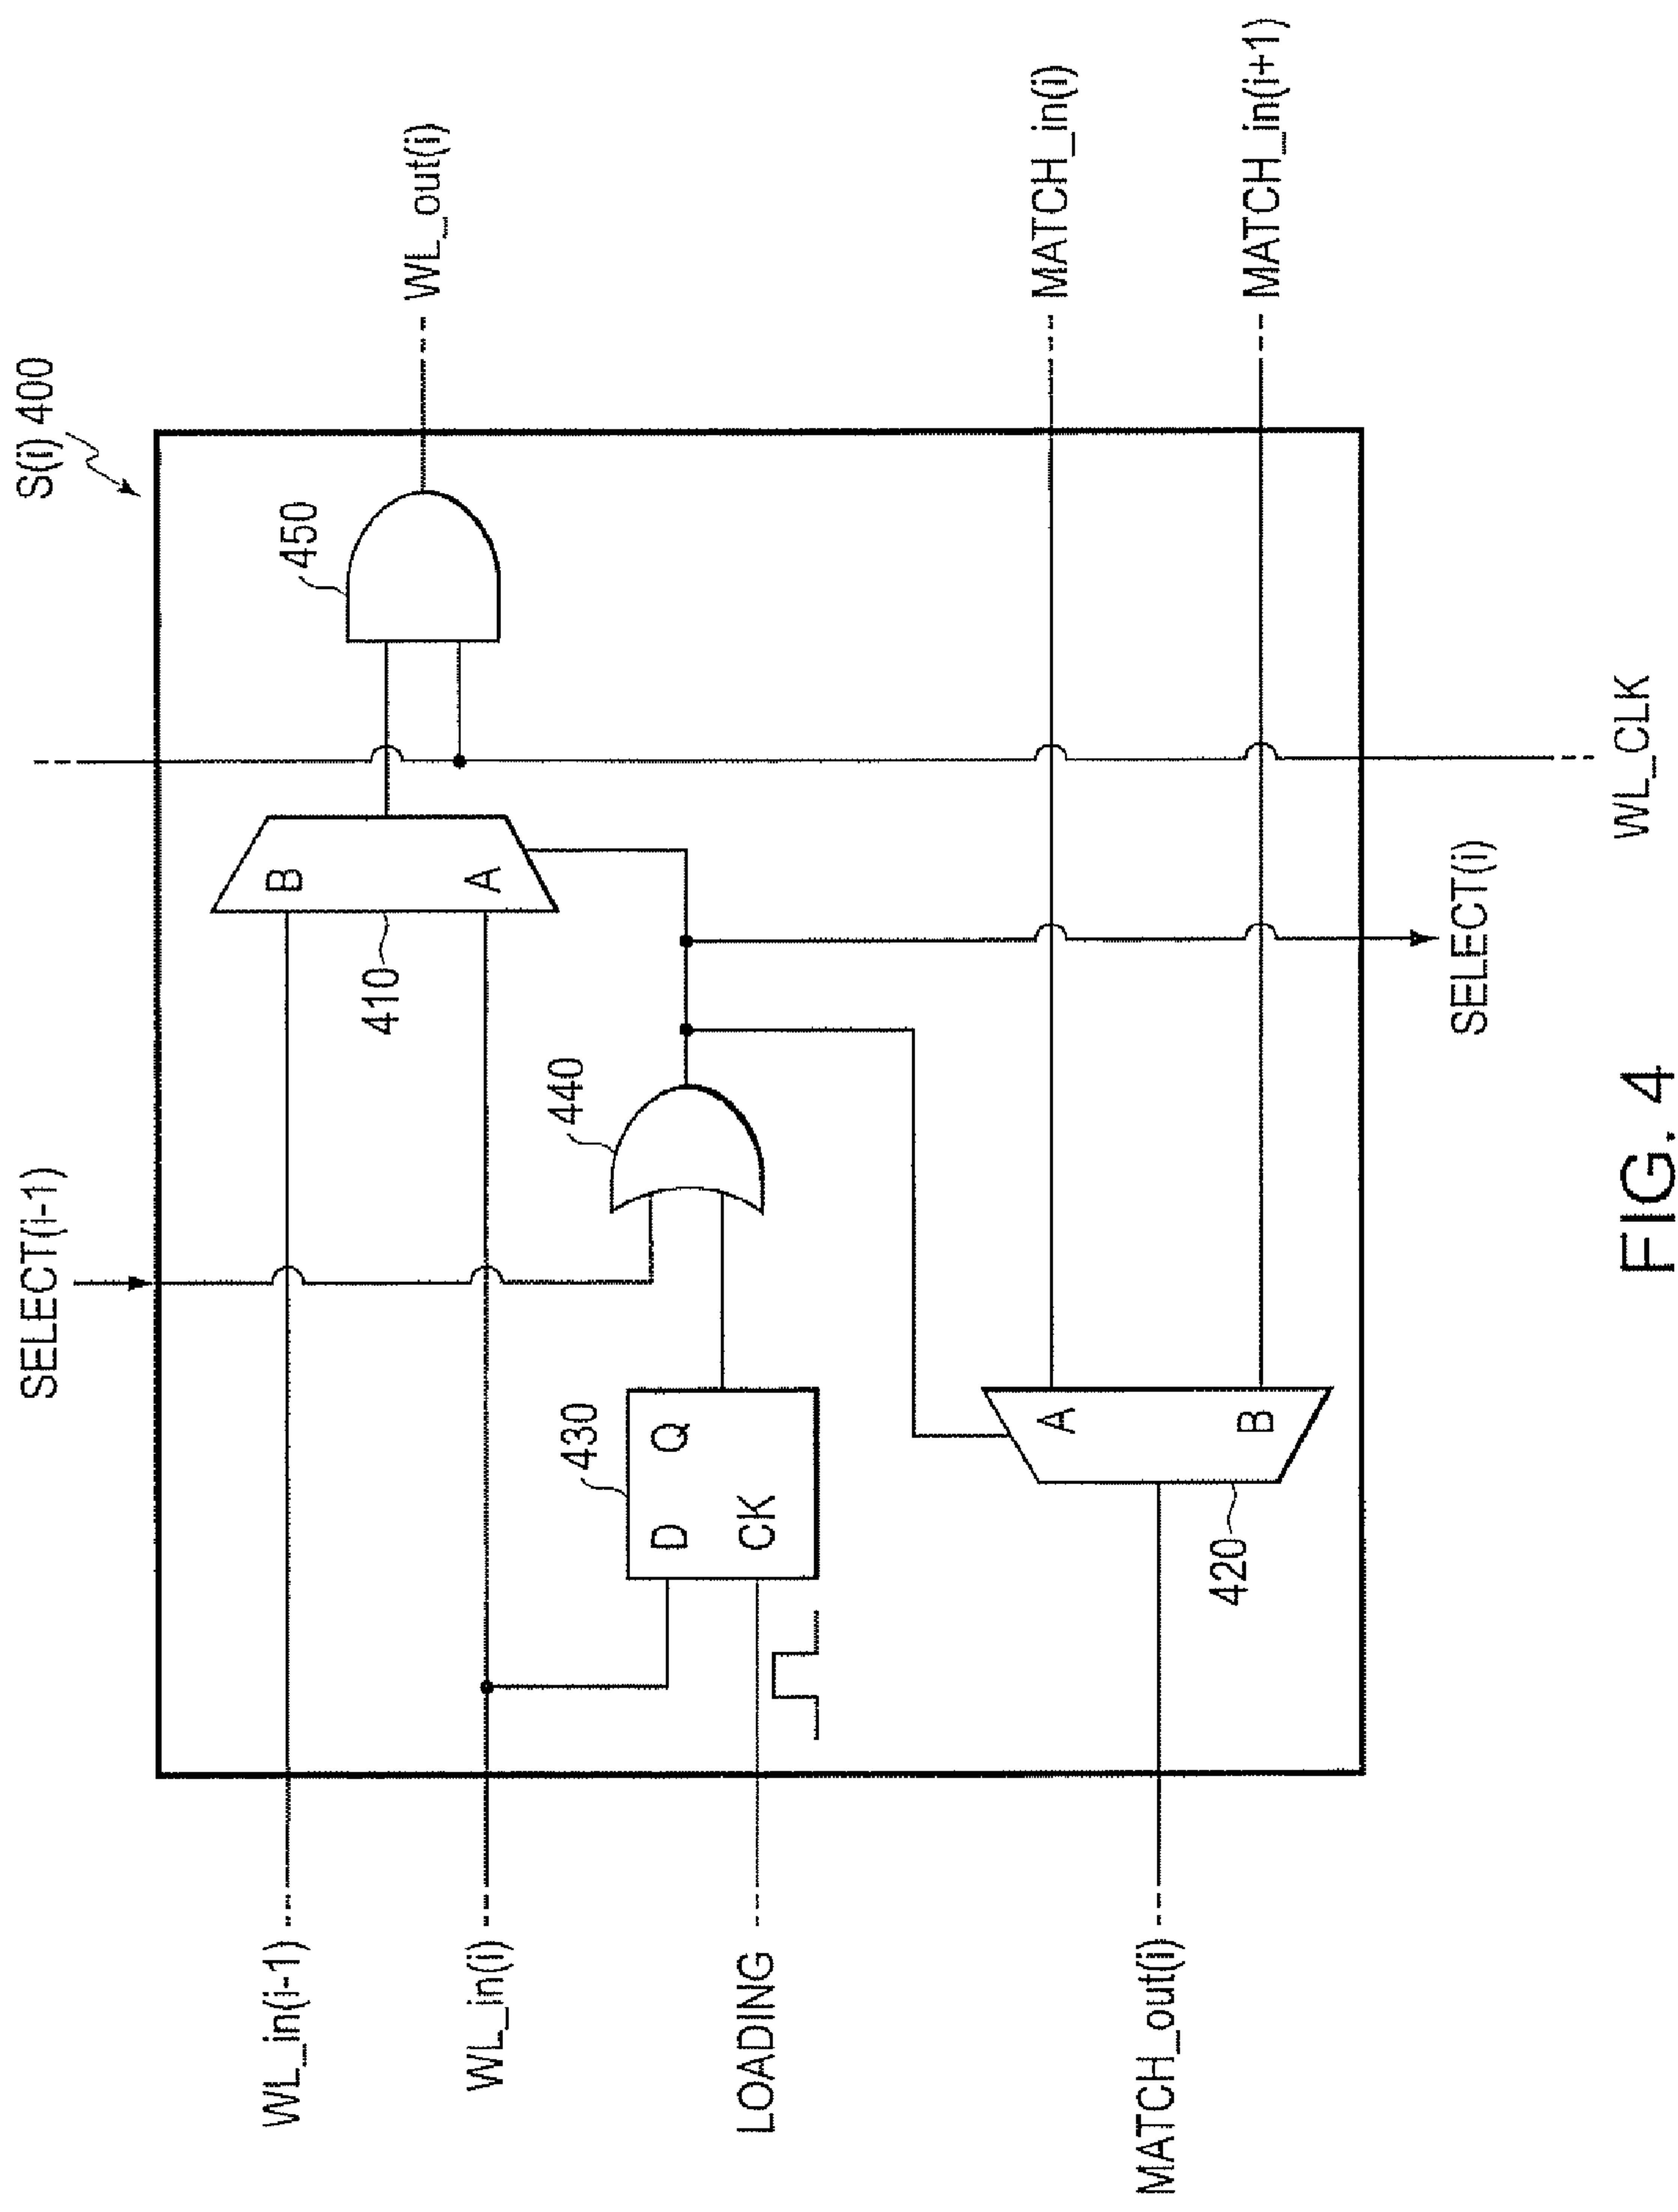 S(i) 400
SELECT(i-1)
WL_in(i-1)
B
410
450
WL_out(i)
WL_in(i)
A
440
430
D
Q
CK
LOADING
MATCH_in(i)
A
MATCH_out(i)
420
B
MATCH_in(i+1)
SELECT(i)
WL_CLK
FIG. 4